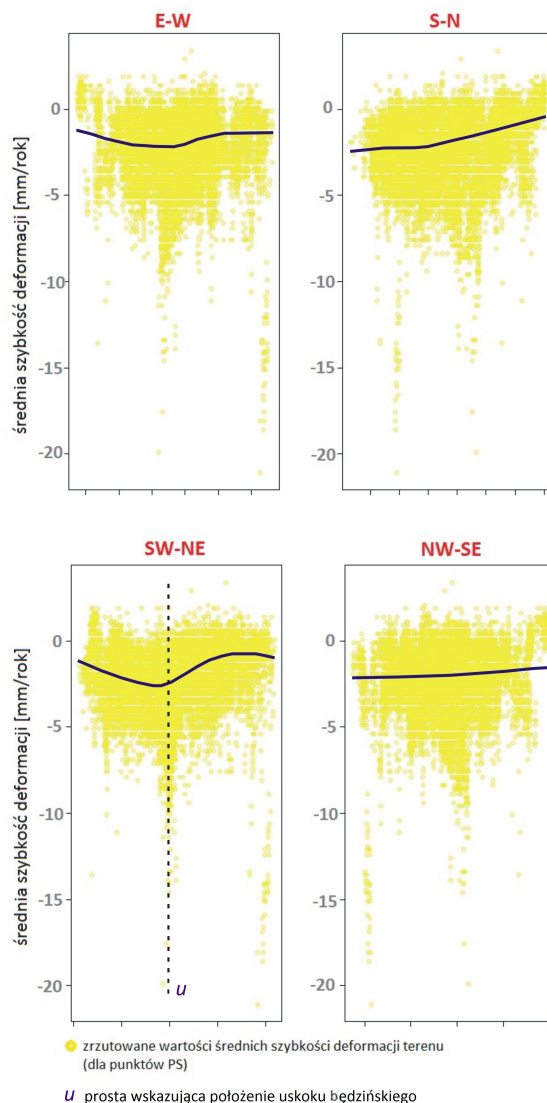 E-W
S-N
średnia szybkość deformacji [mm/rok]
0
-5
-10
-15
-20
0
-5
-10
-15
-20
SW-NE
NW-SE
średnia szybkość deformacji [mm/rok]
0
-5
-10
-15
-20
u
0
-5
-10
-15
-20
zrzutowane wartości średnich szybkości deformacji terenu
(dla punktów PS)
u prosta wskazująca położenie uskoku będzińskiego